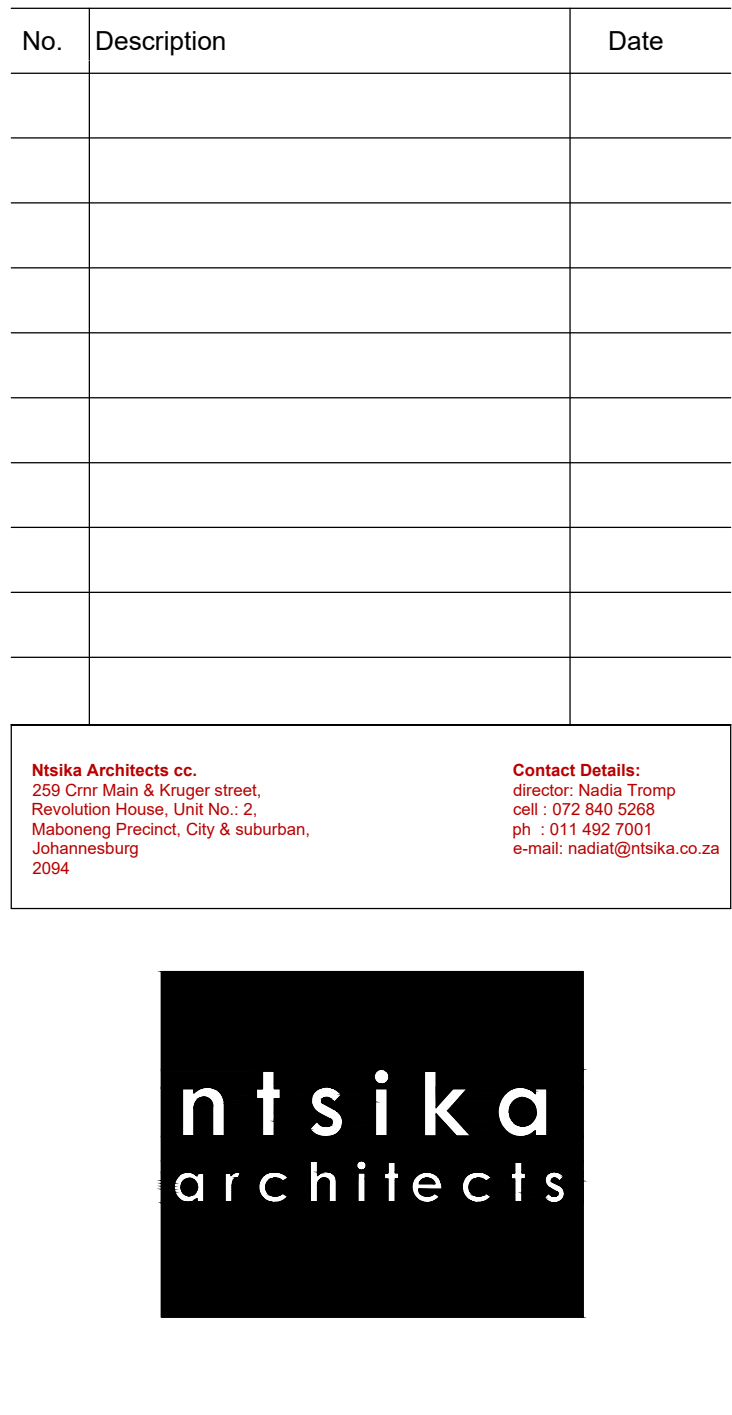 No. Description Date
Ntsika Architects cc.
259 Crnr Main & Kruger street,
Revolution House, Unit No.: 2,
Maboneng Precinct, City & suburban,
Johannesburg
2094
Contact Details:
director: Nadia Tromp
cell : 072 840 5268
ph  : 011 492 7001
e-mail: nadiat@ntsika.co.za
ntsika
architects